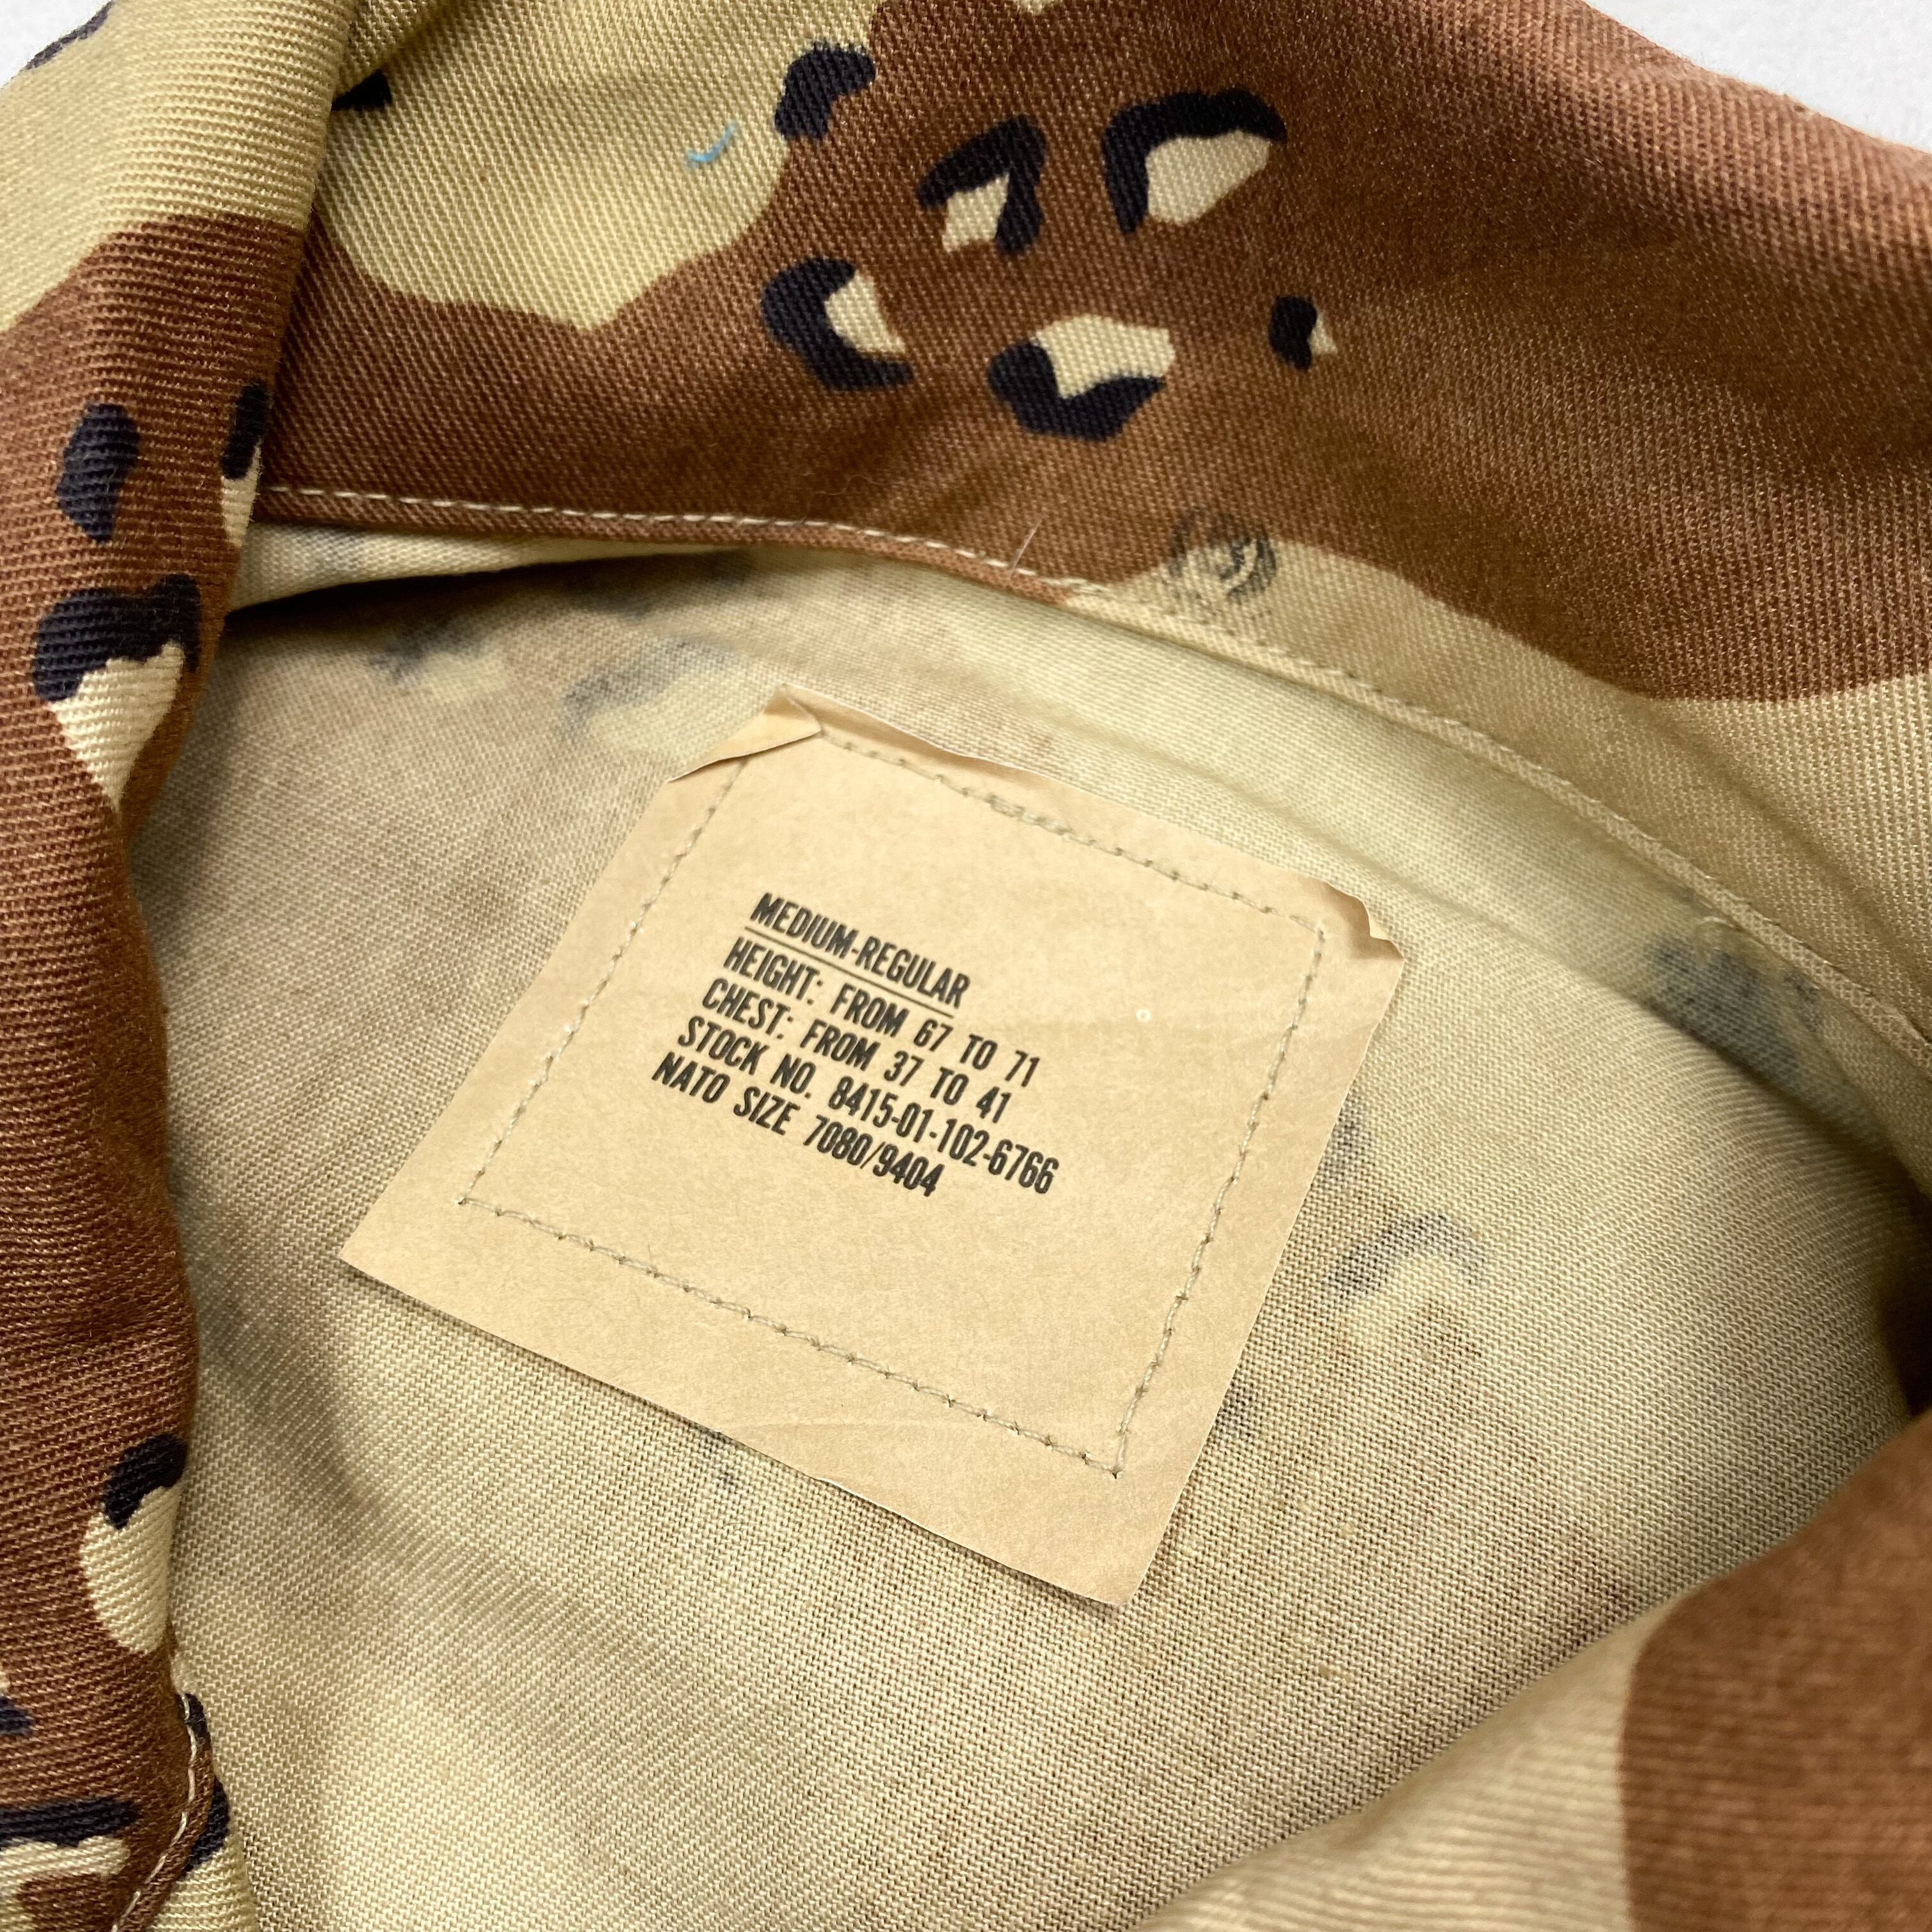 MEDIUM-REGULAR
HEIGHT: FROM 67 TO 71
CHEST: FROM 37 TO 41
STOCK NO. 8415-01-102-6766
NATO SIZE 7080/9404